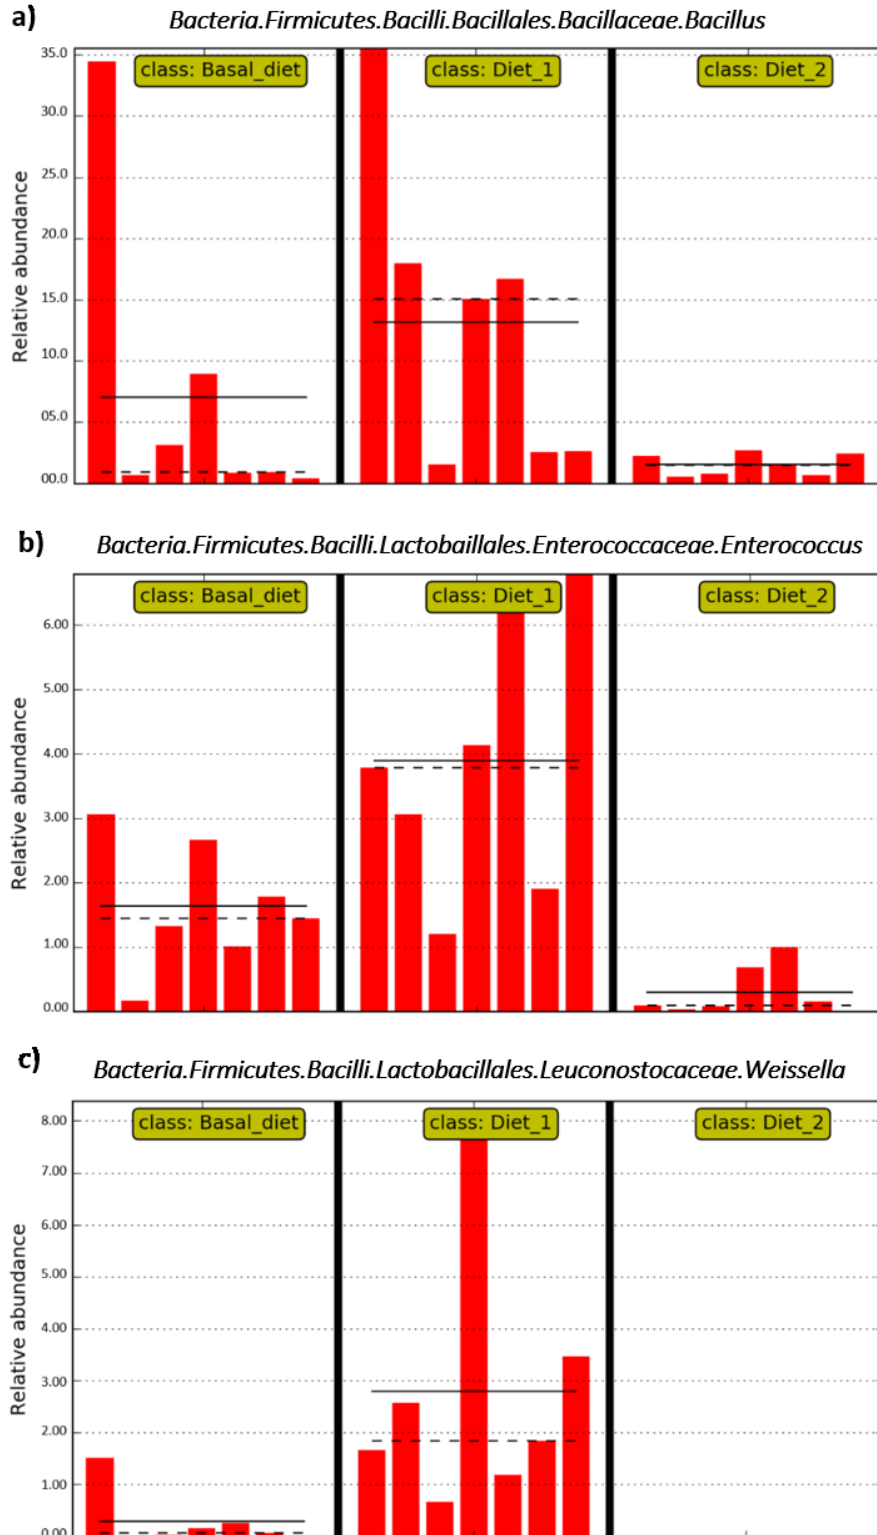 a)
Bacteria.Firmicutes.Bacilli.Bacillales.Bacillaceae.Bacillus
35.0
class: Basal_diet
class: Diet_1
class: Diet_2
30.0
25.0
20.0
15.0
10.0
05.0
00.0
Relative abundance
b)
Bacteria.Firmicutes.Bacilli.Lactobaillales.Enterococcaceae.Enterococcus
class: Basal_diet
class: Diet_1
class: Diet_2
6.00
5.00
4.00
3.00
2.00
1.00
0.00
Relative abundance
c)
Bacteria.Firmicutes.Bacilli.Lactobacillales.Leuconostocaceae.Weissella
8.00
class: Basal_diet
class: Diet_1
class: Diet_2
7.00
6.00
5.00
4.00
3.00
2.00
1.00
0.00
Relative abundance